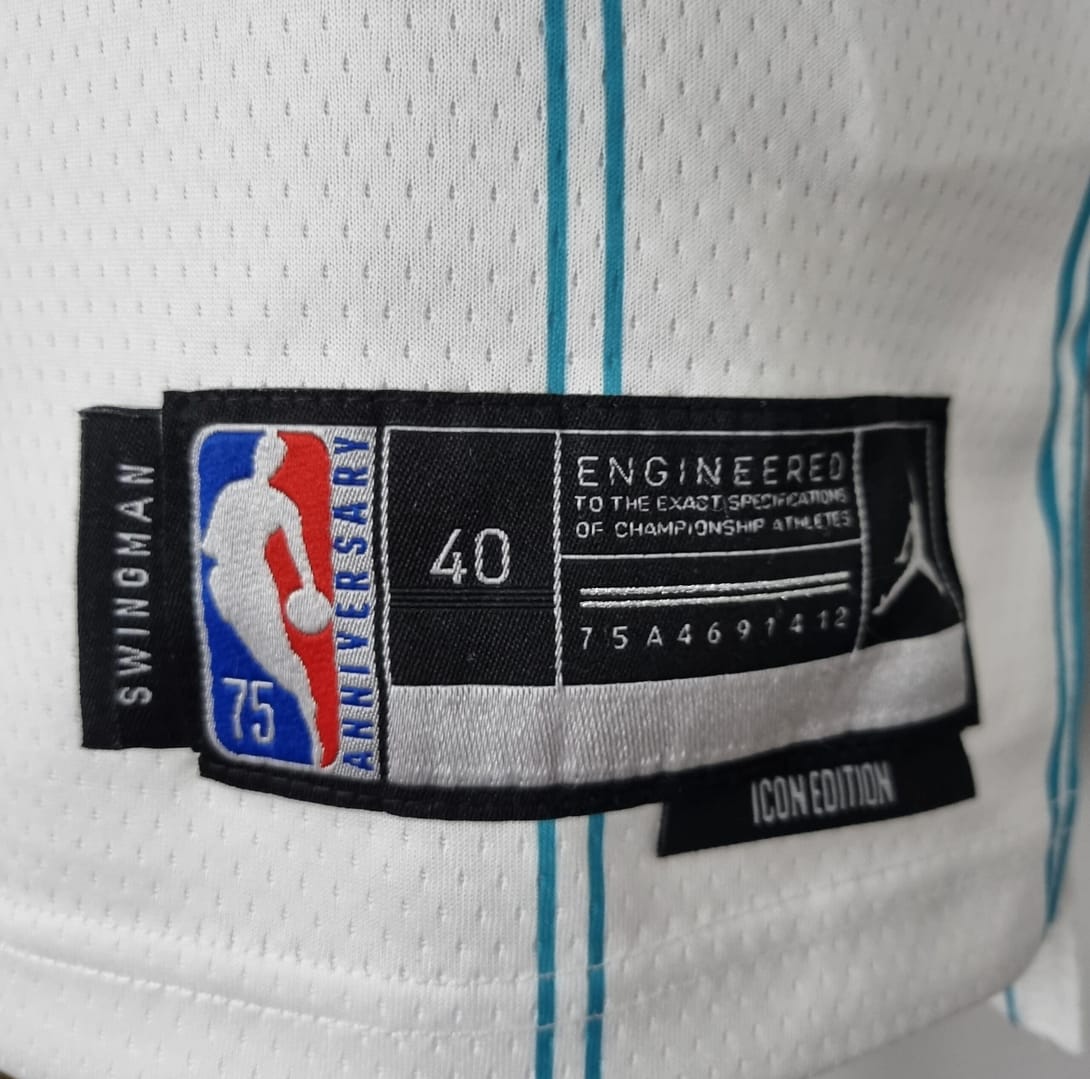 SWINGMAN
75
ANNIVERSARY
40
ENGINEERED
TO THE EXACT SPECIFICATIONS
OF CHAMPIONSHIP ATHLETES
75A4691412
ICON EDITION